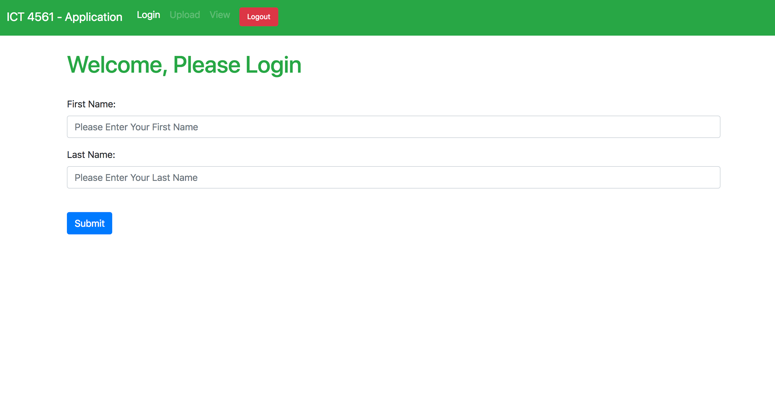 ICT 4561 - Application Login Upload View Logout
Welcome, Please Login
First Name:
Please Enter Your First Name
Last Name:
Please Enter Your Last Name
Submit